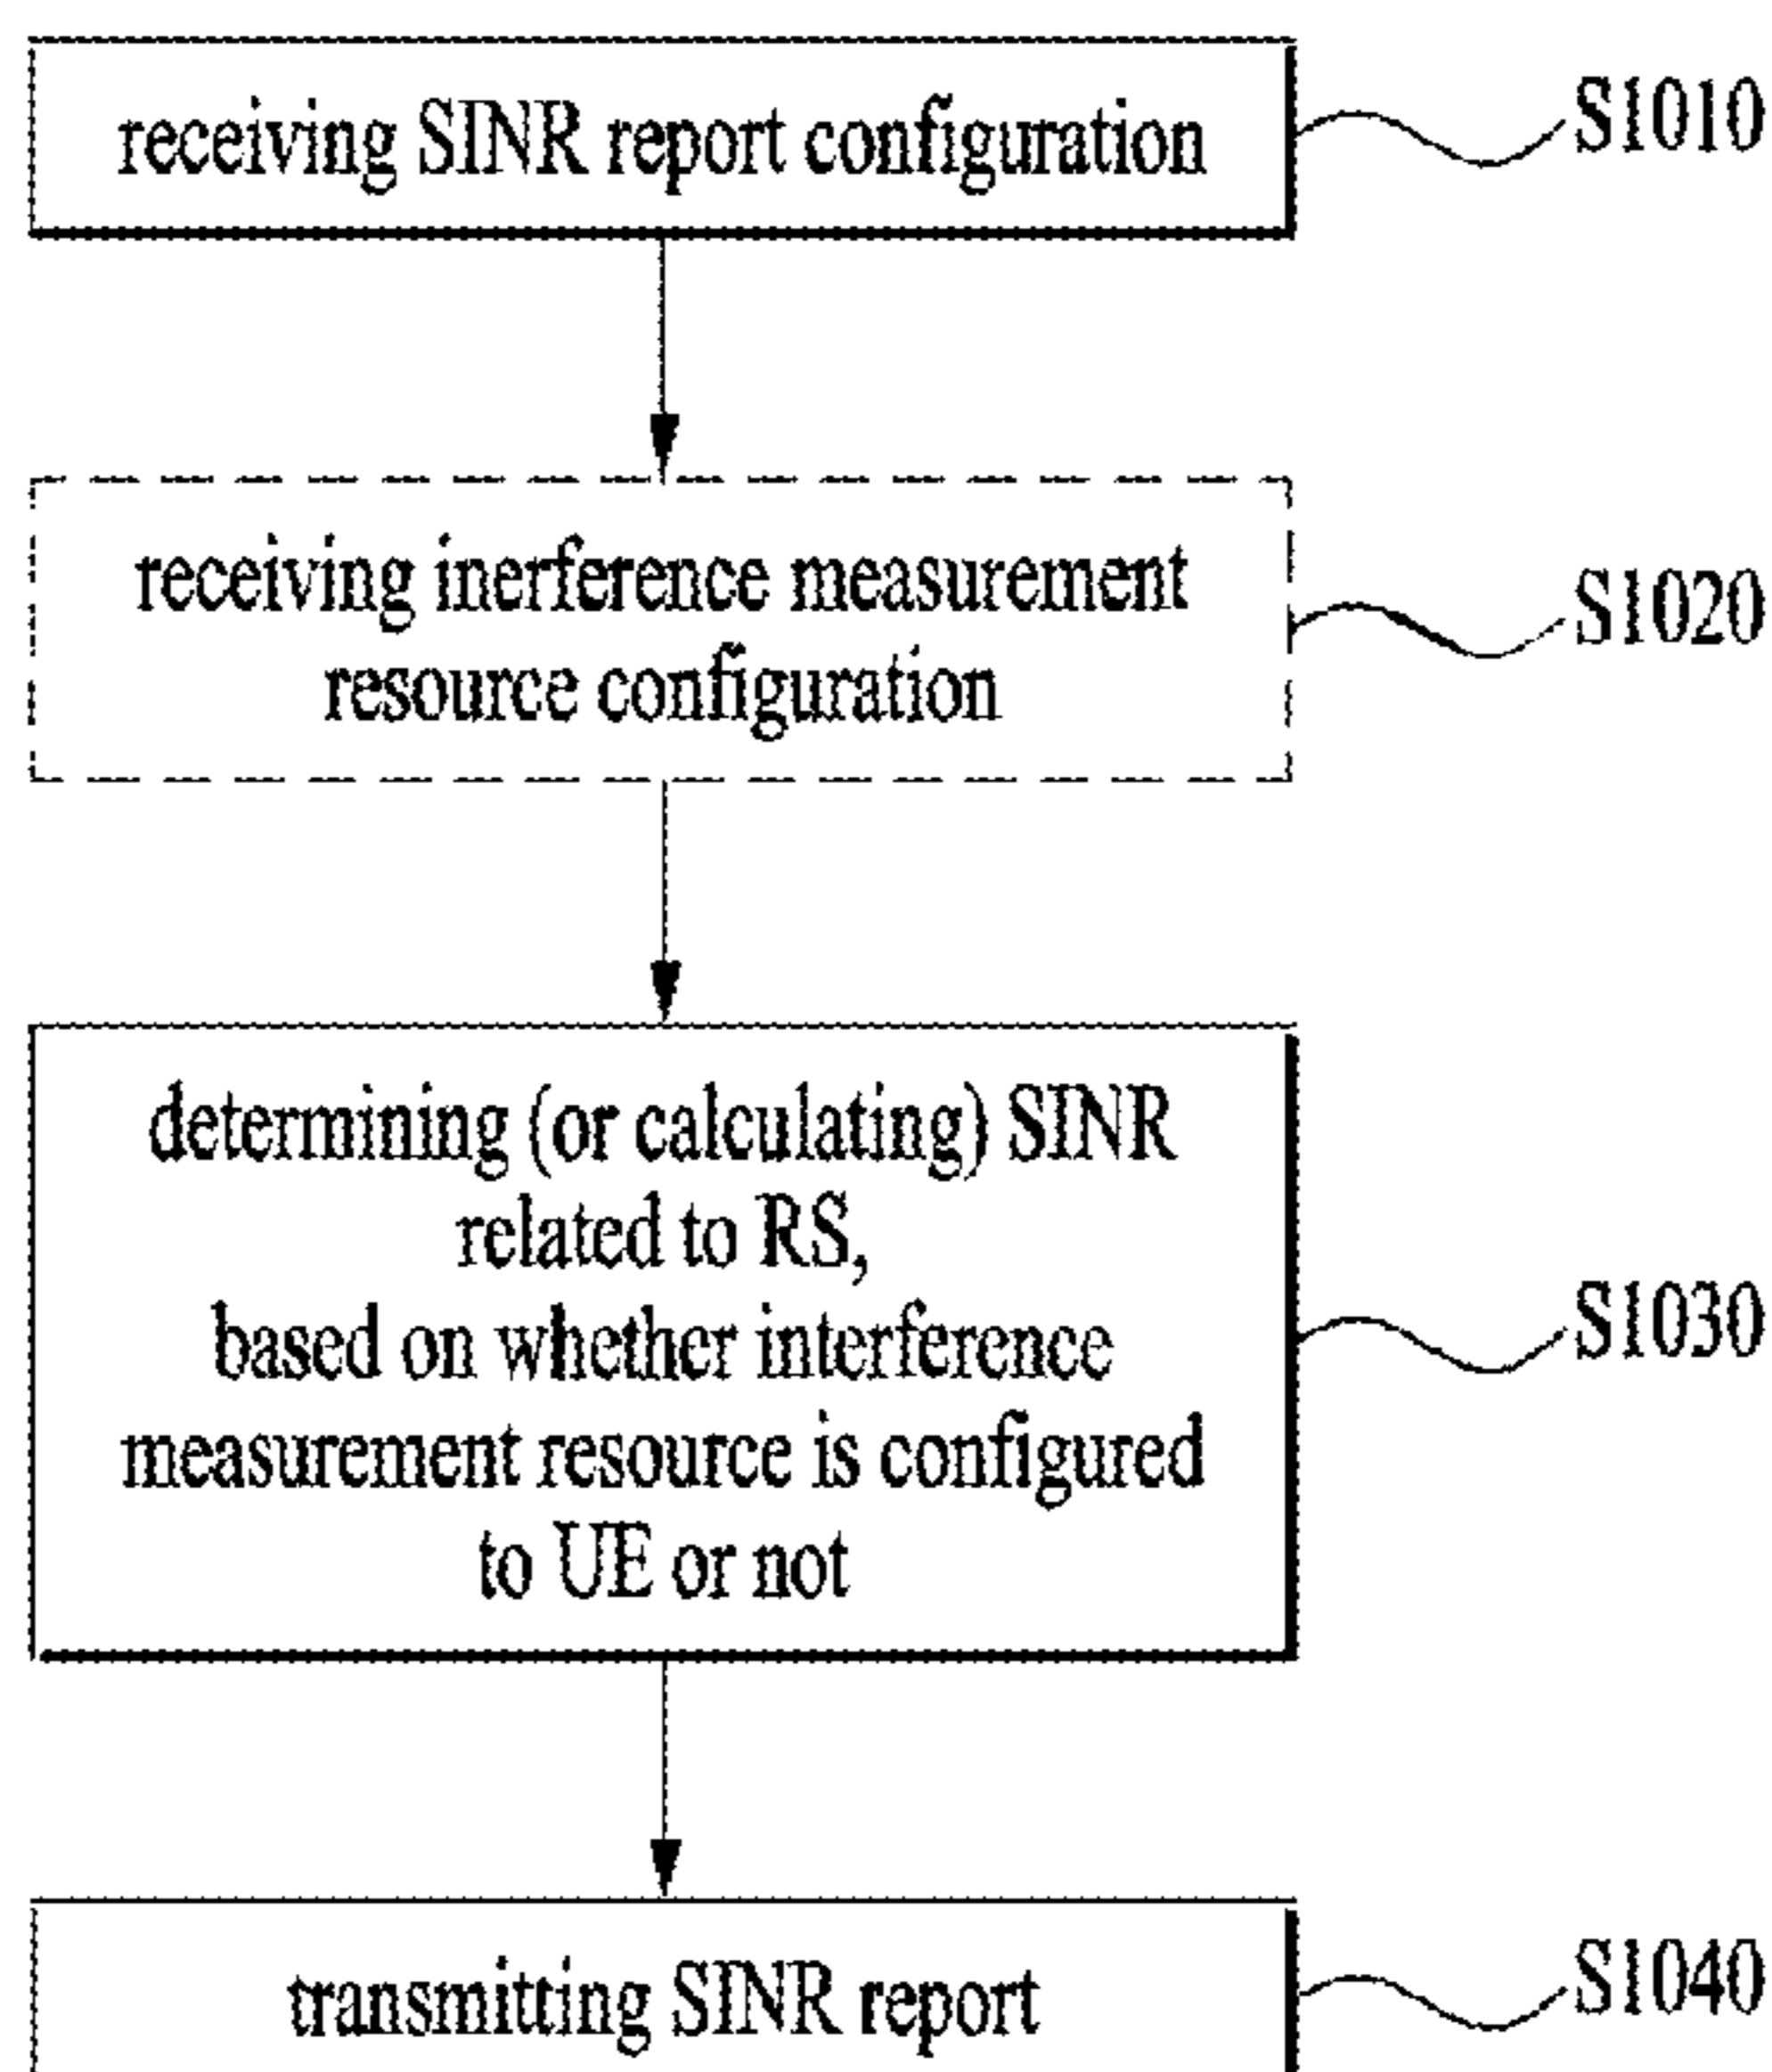 receiving SINR report configuration
S1010
receiving inerference measurement
resource configuration
S1020
determining (or calculating) SINR
related to RS,
based on whether interference
measurement resource is configured
to UE or not
S1030
transmitting SINR report
S1040